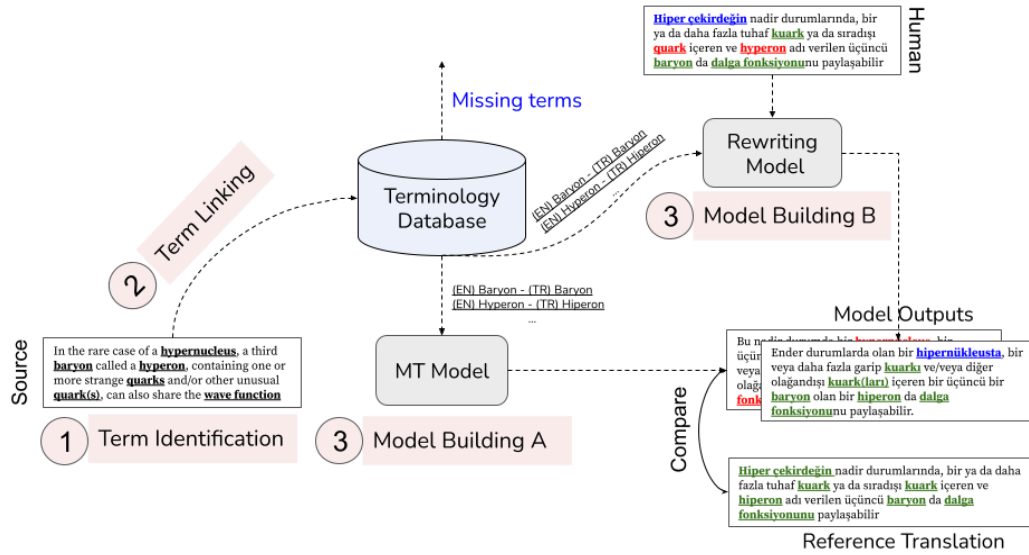 Hiper çekirdeğin nadir durumlarında, bir
ya da daha fazla tuhaf kuark ya da sıradışı
quark içeren ve hyperon adı verilen üçüncü
baryon da dalga fonksiyonunu paylaşabilir
Human
Missing terms
Terminology
Database
(EN) Baryon - (TR) Baryon
(EN) Hyperon - (TR) Hiperon
...
Rewriting
Model
3 Model Building B
2 Term Linking
(EN) Baryon - (TR) Baryon
(EN) Hyperon - (TR) Hiperon
...
Source
In the rare case of a hypernucleus, a third
baryon called a hyperon, containing one or
more strange quarks and/or other unusual
quark(s), can also share the wave function
1 Term Identification
MT Model
3 Model Building A
Model Outputs
Bu
üçün
veya
olağa
fonk
Ender durumlarda olan bir hipernükleusta, bir
veya daha fazla garip kuarkı ve/veya diğer
olağandışı kuark(ları) içeren bir üçüncü bir
baryon olan bir hiperon da dalga
fonksiyonunu paylaşabilir.
Compare
Hiper çekirdeğin nadir durumlarında, bir ya da daha
fazla tuhaf kuark ya da sıradışı kuark içeren ve
hiperon adı verilen üçüncü baryon da dalga
fonksiyonunu paylaşabilir
Reference Translation